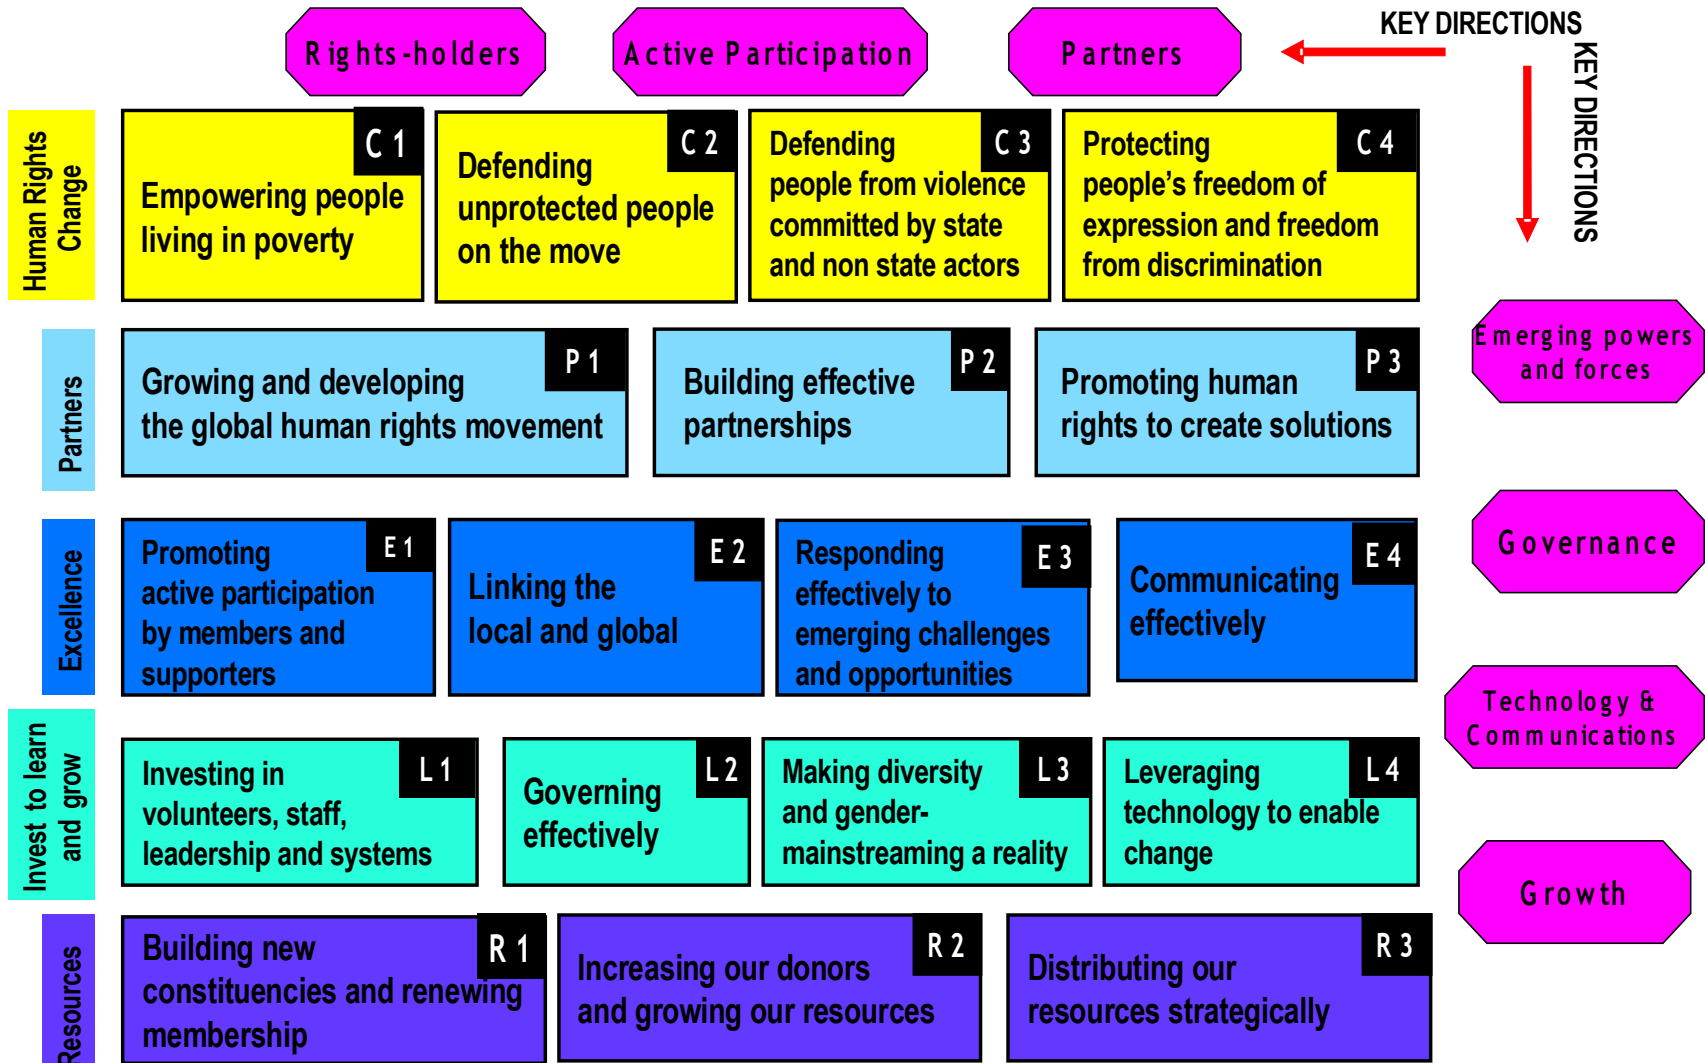 Rights-holders
Active Participation
Partners
KEY DIRECTIONS
KEY DIRECTIONS
Human Rights
Change
C 1
Empowering people
living in poverty
C 2
Defending
unprotected people
on the move
C 3
Defending
people from violence
committed by state
and non state actors
C 4
Protecting
people’s freedom of
expression and freedom
from discrimination
Emerging powers
and forces
Partners
P 1
Growing and developing
the global human rights movement
P 2
Building effective
partnerships
P 3
Promoting human
rights to create solutions
Governance
Excellence
E 1
Promoting
active participation
by members and
supporters
E 2
Linking the
local and global
E 3
Responding
effectively to
emerging challenges
and opportunities
E 4
Communicating
effectively
Technology &
Communications
Invest to learn
and grow
L 1
Investing in
volunteers, staff,
leadership and systems
L 2
Governing
effectively
L 3
Making diversity
and gender-
mainstreaming a reality
L 4
Leveraging
technology to enable
change
Growth
Resources
R 1
Building new
constituencies and renewing
membership
R 2
Increasing our donors
and growing our resources
R 3
Distributing our
resources strategically